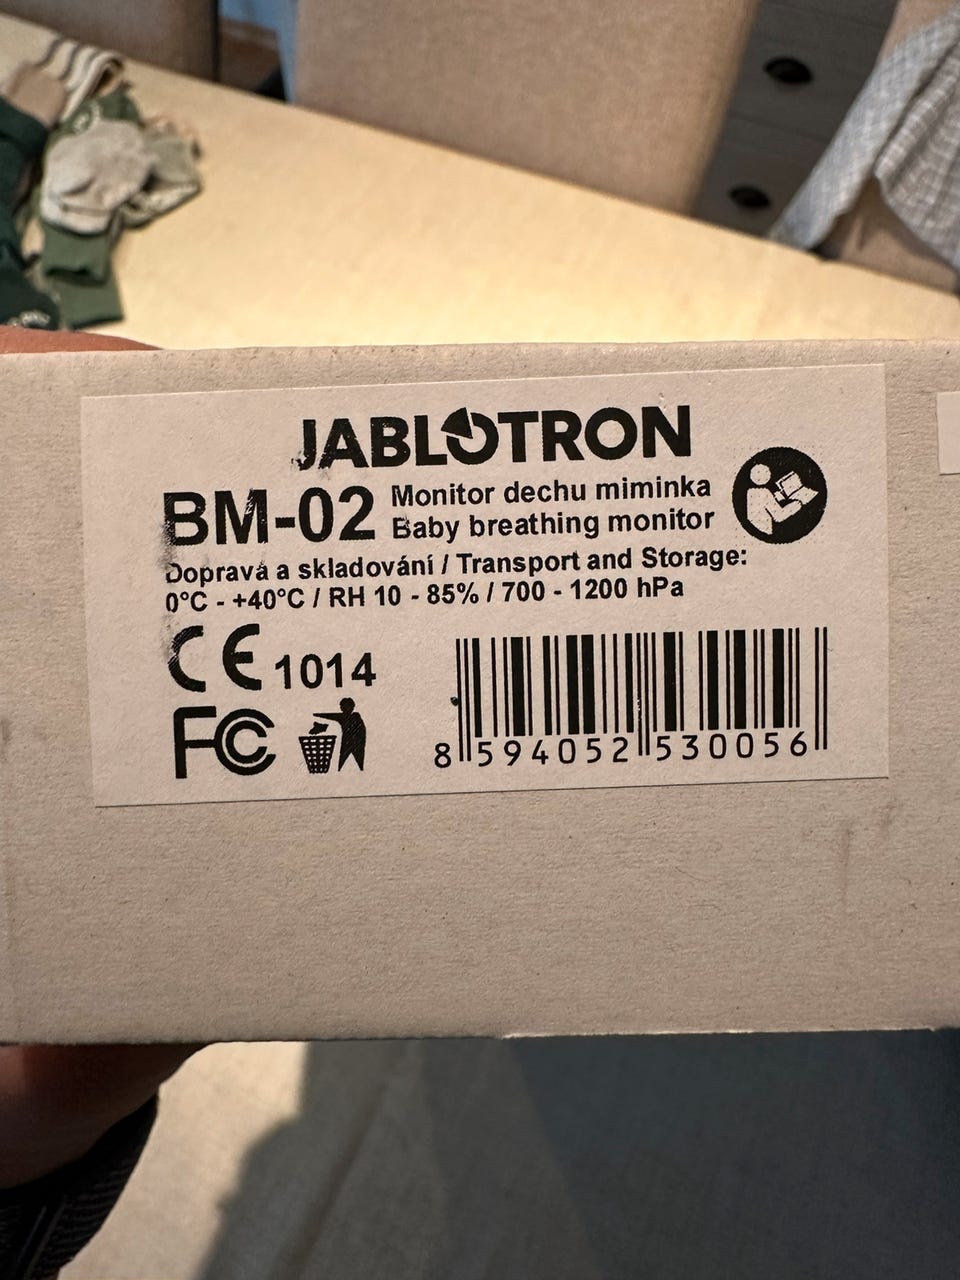 JABLOTRON
BM-02 Monitor dechu miminka
Baby breathing monitor
Doprava a skladování / Transport and Storage:
0°C - +40°C / RH 10 - 85% / 700 - 1200 hPa
CE 1014
FC
8 594052 530056